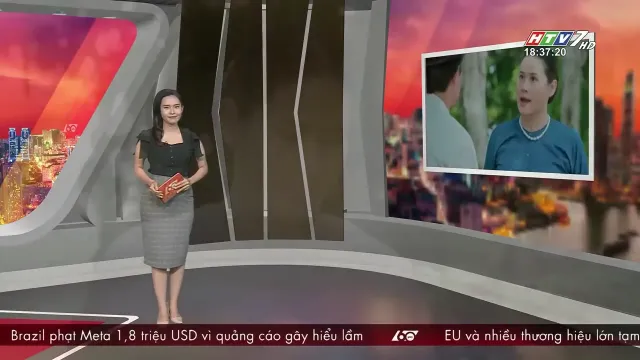 HTV7 HD
18:37:20
Brazil phạt Meta 1,8 triệu USD vì quảng cáo gây hiểu lầm 60 EU và nhiều thương hiệu lớn tạm